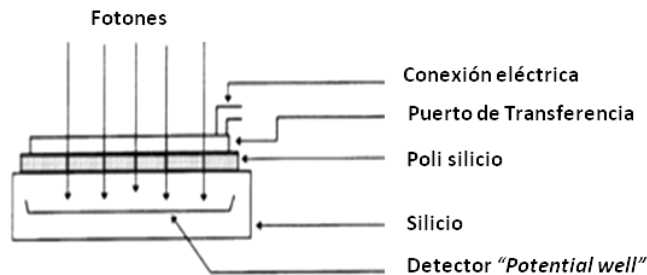 Fotones
Conexión eléctrica
Puerto de Transferencia
Poli silicio
Silicio
Detector “Potential well”